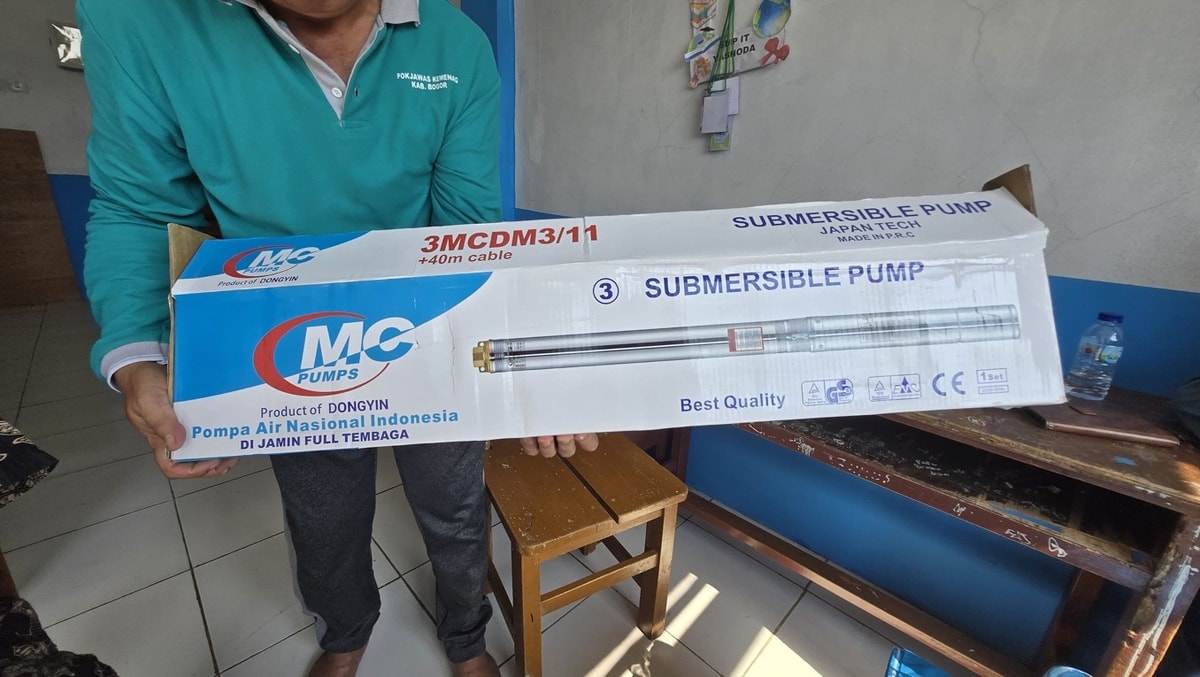 POKJAWAS KEMENAG
KAB. BOGOR
MC
PUMPS
Product of DONGYIN
3MCDM3/11
+40m cable
SUBMERSIBLE PUMP
JAPAN TECH
MADE IN P.R.C
3 SUBMERSIBLE PUMP
MC
PUMPS
Product of DONGYIN
Pompa Air Nasional Indonesia
DI JAMIN FULL TEMBAGA
Best Quality
GS
EMC
CE
1 Set